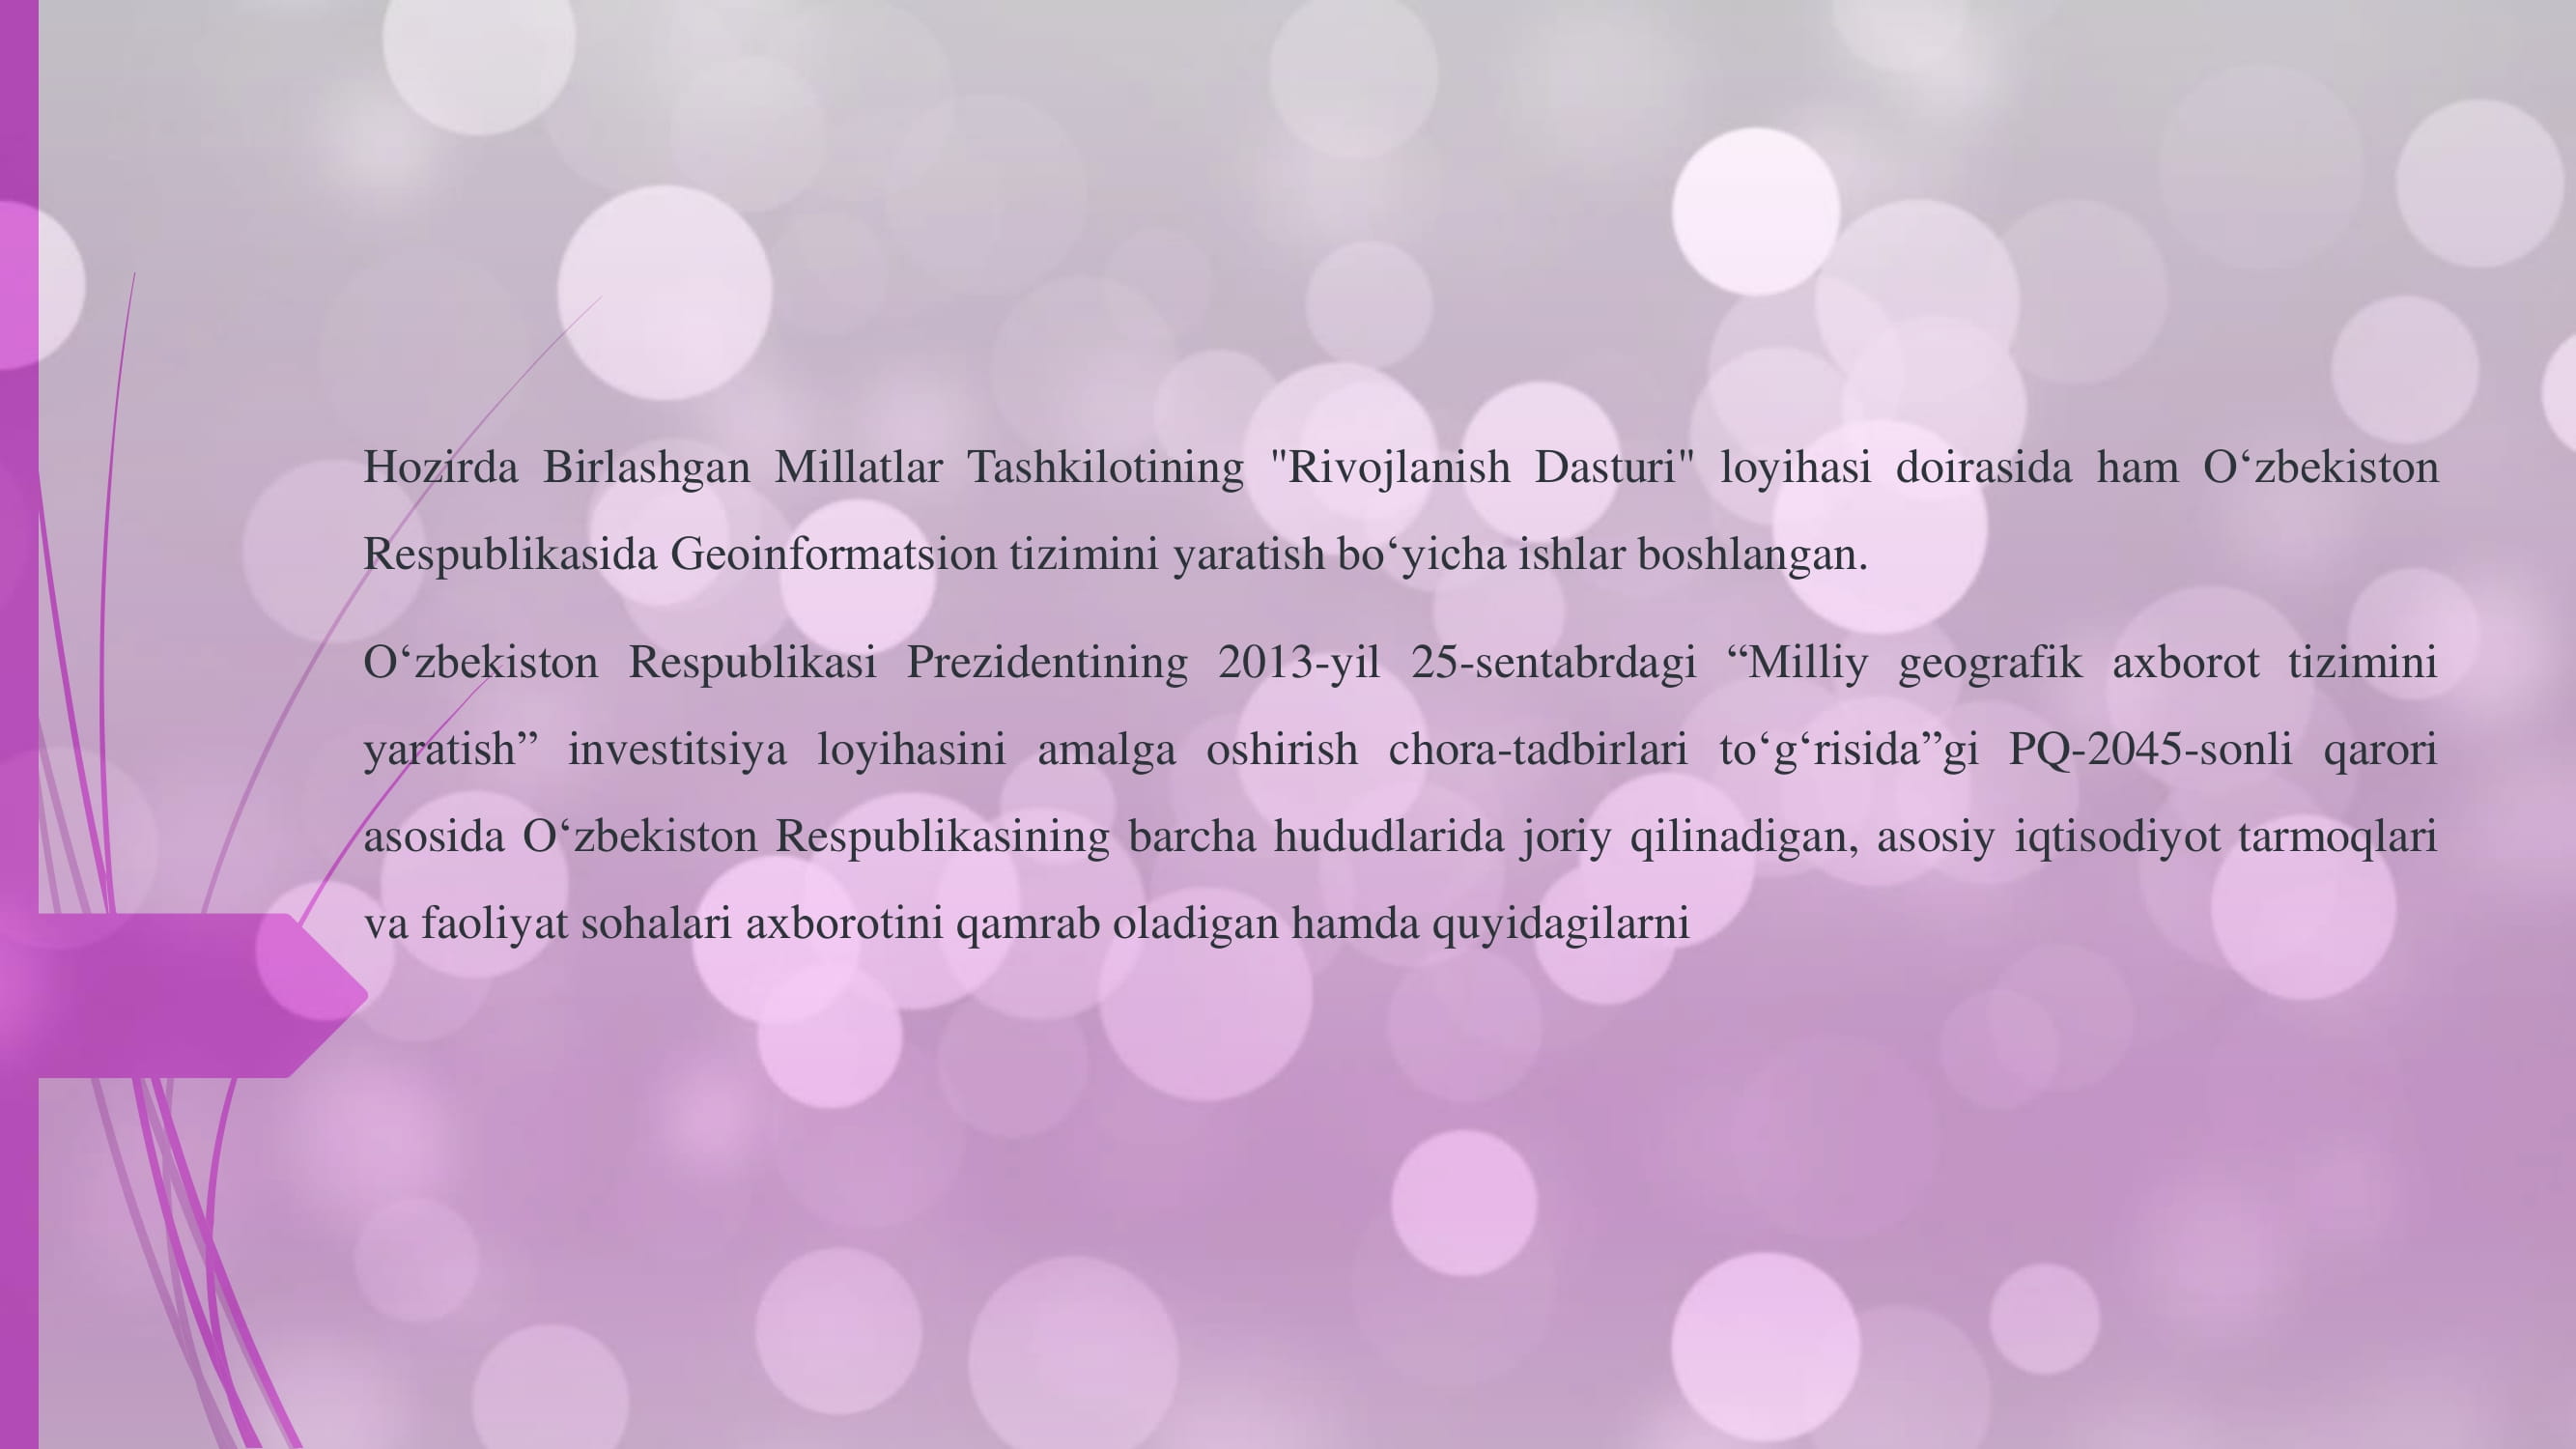 Hozirda Birlashgan Millatlar Tashkilotining "Rivojlanish Dasturi" loyihasi doirasida ham O‘zbekiston
Respublikasida Geoinformatsion tizimini yaratish bo‘yicha ishlar boshlangan.
O‘zbekiston Respublikasi Prezidentining 2013-yil 25-sentabrdagi “Milliy geografik axborot tizimini
yaratish” investitsiya loyihasini amalga oshirish chora-tadbirlari to‘g‘risida”gi PQ-2045-sonli qarori
asosida O‘zbekiston Respublikasining barcha hududlarida joriy qilinadigan, asosiy iqtisodiyot tarmoqlari
va faoliyat sohalari axborotini qamrab oladigan hamda quyidagilarni